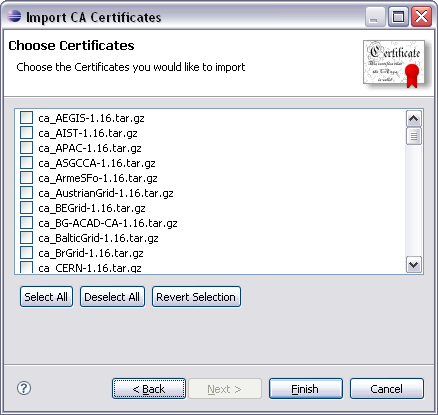 Import CA Certificates
Choose Certificates
Choose the Certificates you would like to import
Certificate
ca_AEGIS-1.16.tar.gz
ca_AIST-1.16.tar.gz
ca_APAC-1.16.tar.gz
ca_ASGCCA-1.16.tar.gz
ca_ArmeSFo-1.16.tar.gz
ca_AustrianGrid-1.16.tar.gz
ca_BEGrid-1.16.tar.gz
ca_BG-ACAD-CA-1.16.tar.gz
ca_BalticGrid-1.16.tar.gz
ca_BrGrid-1.16.tar.gz
ca_CERN-1.16.tar.gz
Select All Deselect All Revert Selection
? < Back Next > Finish Cancel